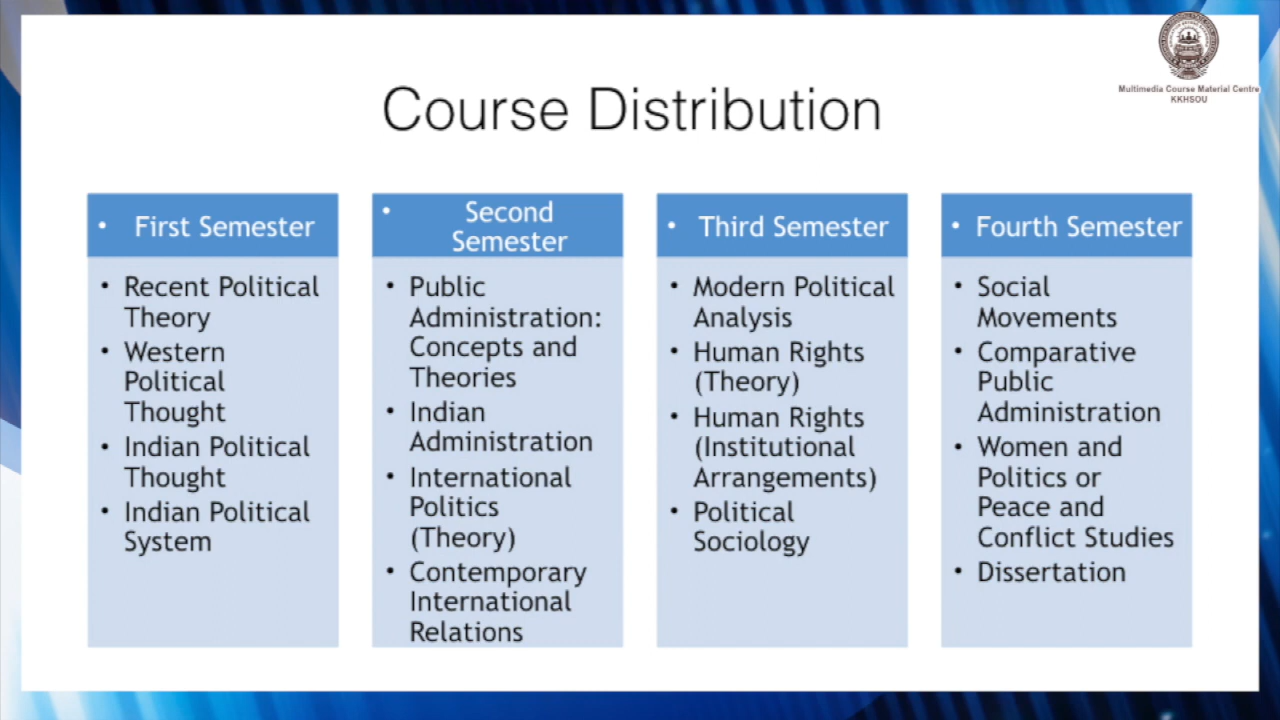 Multimedia Course Material Centre
KKHSOU
Course Distribution
• First Semester
• Recent Political
Theory
• Western
Political
Thought
• Indian Political
Thought
• Indian Political
System
• Second
Semester
• Public
Administration:
Concepts and
Theories
• Indian
Administration
• International
Politics
(Theory)
• Contemporary
International
Relations
• Third Semester
• Modern Political
Analysis
• Human Rights
(Theory)
• Human Rights
(Institutional
Arrangements)
• Political
Sociology
• Fourth Semester
• Social
Movements
• Comparative
Public
Administration
• Women and
Politics or
Peace and
Conflict Studies
• Dissertation